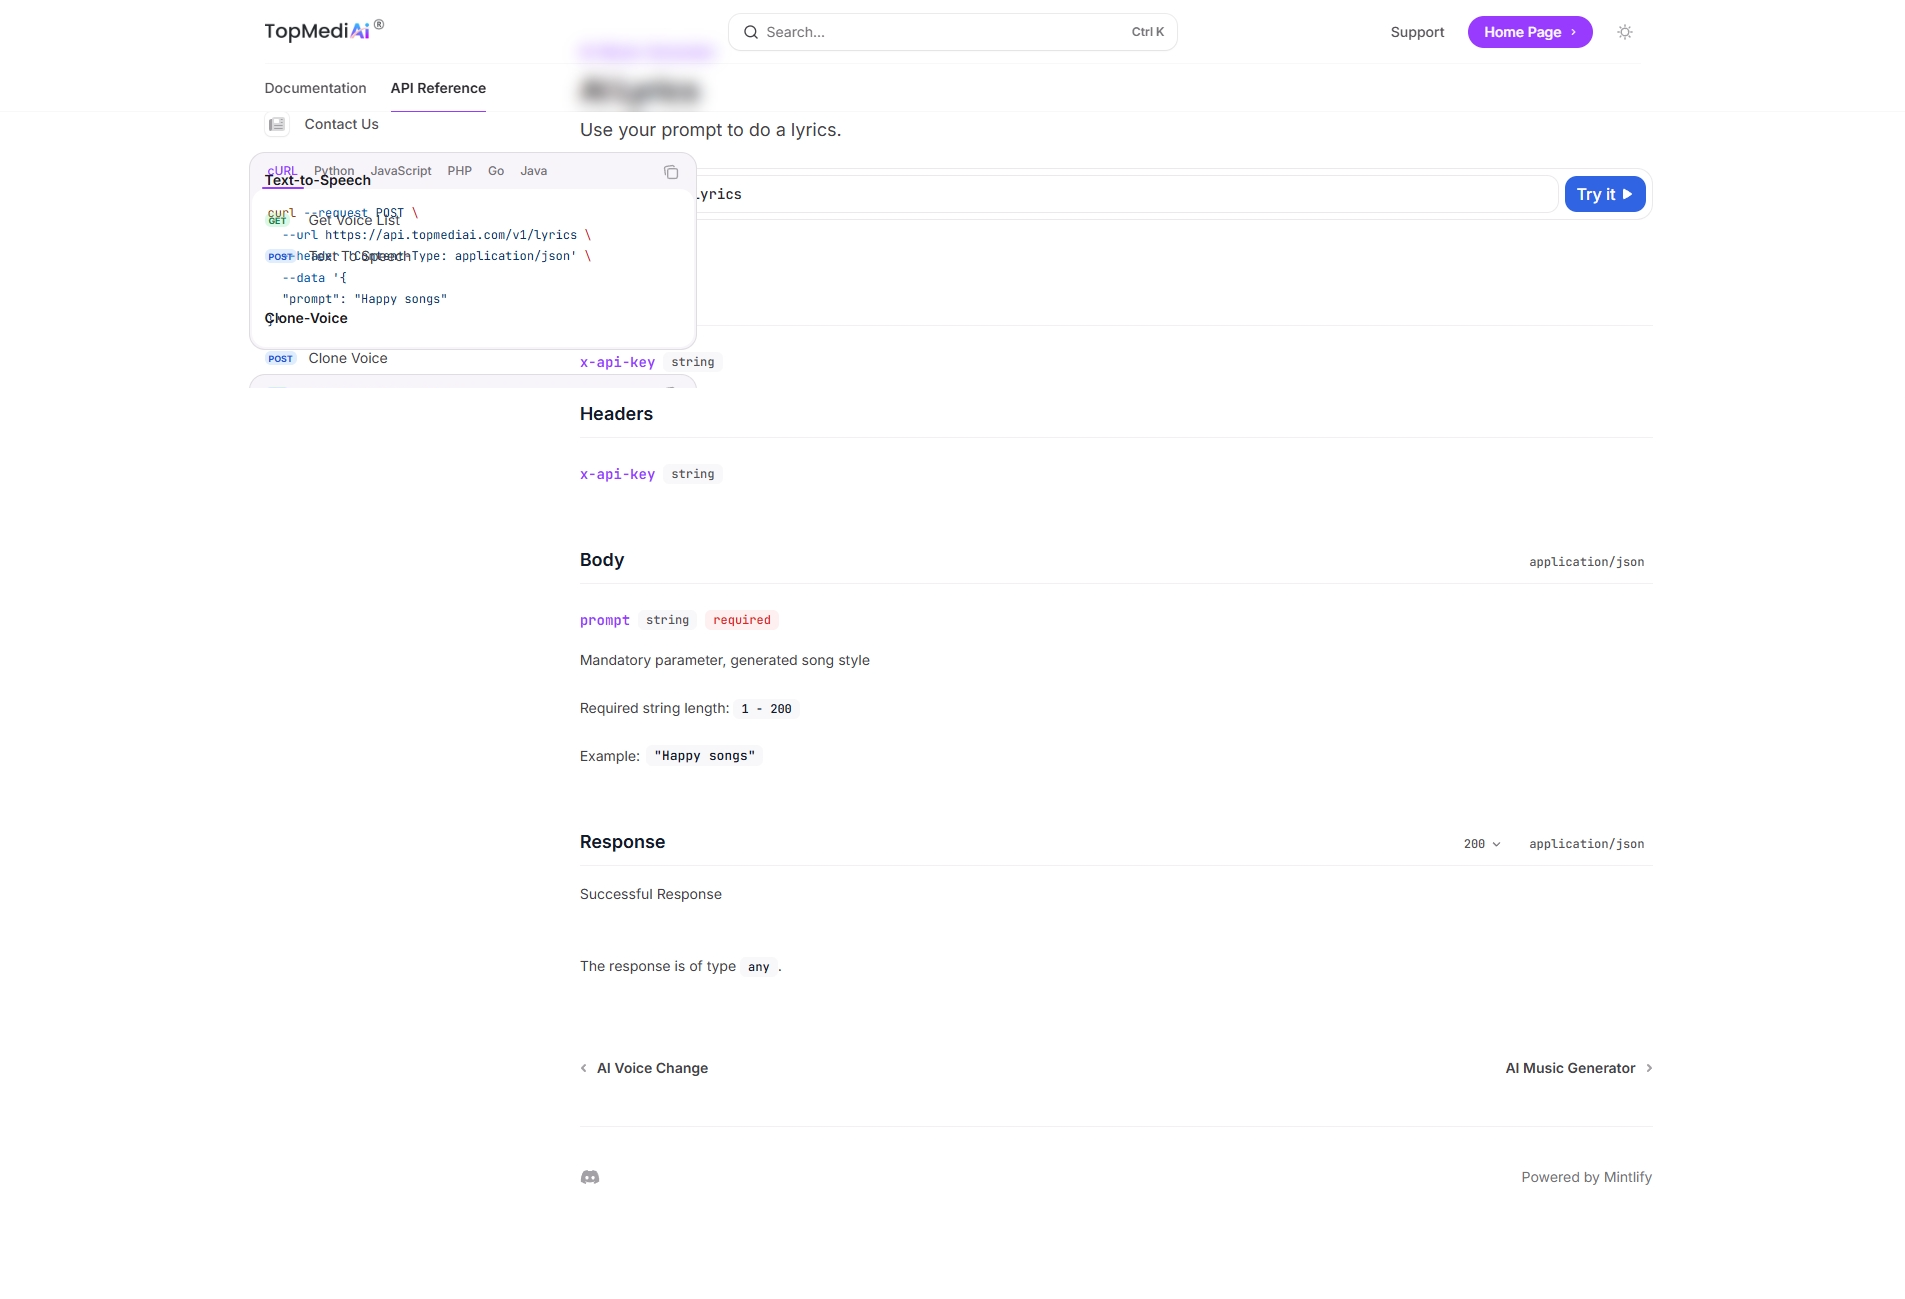 TopMediAi®
Search...
Ctrl K
Support
Home Page
Documentation
API Reference
Contact Us
Use your prompt to do a lyrics.
cURL
Python
JavaScript
PHP
Go
Java
Text-to-Speech
lyrics
Try it
curl --request POST \
GET
Get Voice List
--url https://api.topmediai.com/v1/lyrics \
POST
Text To Speech
--header 'Content-Type: application/json' \
--data '{
"prompt": "Happy songs"
Clone-Voice
POST
Clone Voice
x-api-key
string
Headers
x-api-key
string
Body
application/json
prompt
string
required
Mandatory parameter, generated song style
Required string length: 1 - 200
Example: "Happy songs"
Response
200
application/json
Successful Response
The response is of type any .
AI Voice Change
AI Music Generator
Powered by Mintlify